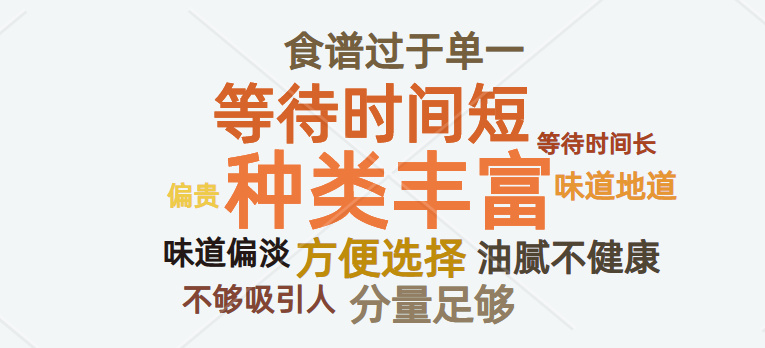 食谱过于单一
等待时间短
等待时间长
种类丰富
味道地道
偏贵
味道偏淡
方便选择
油腻不健康
不够吸引人
分量足够